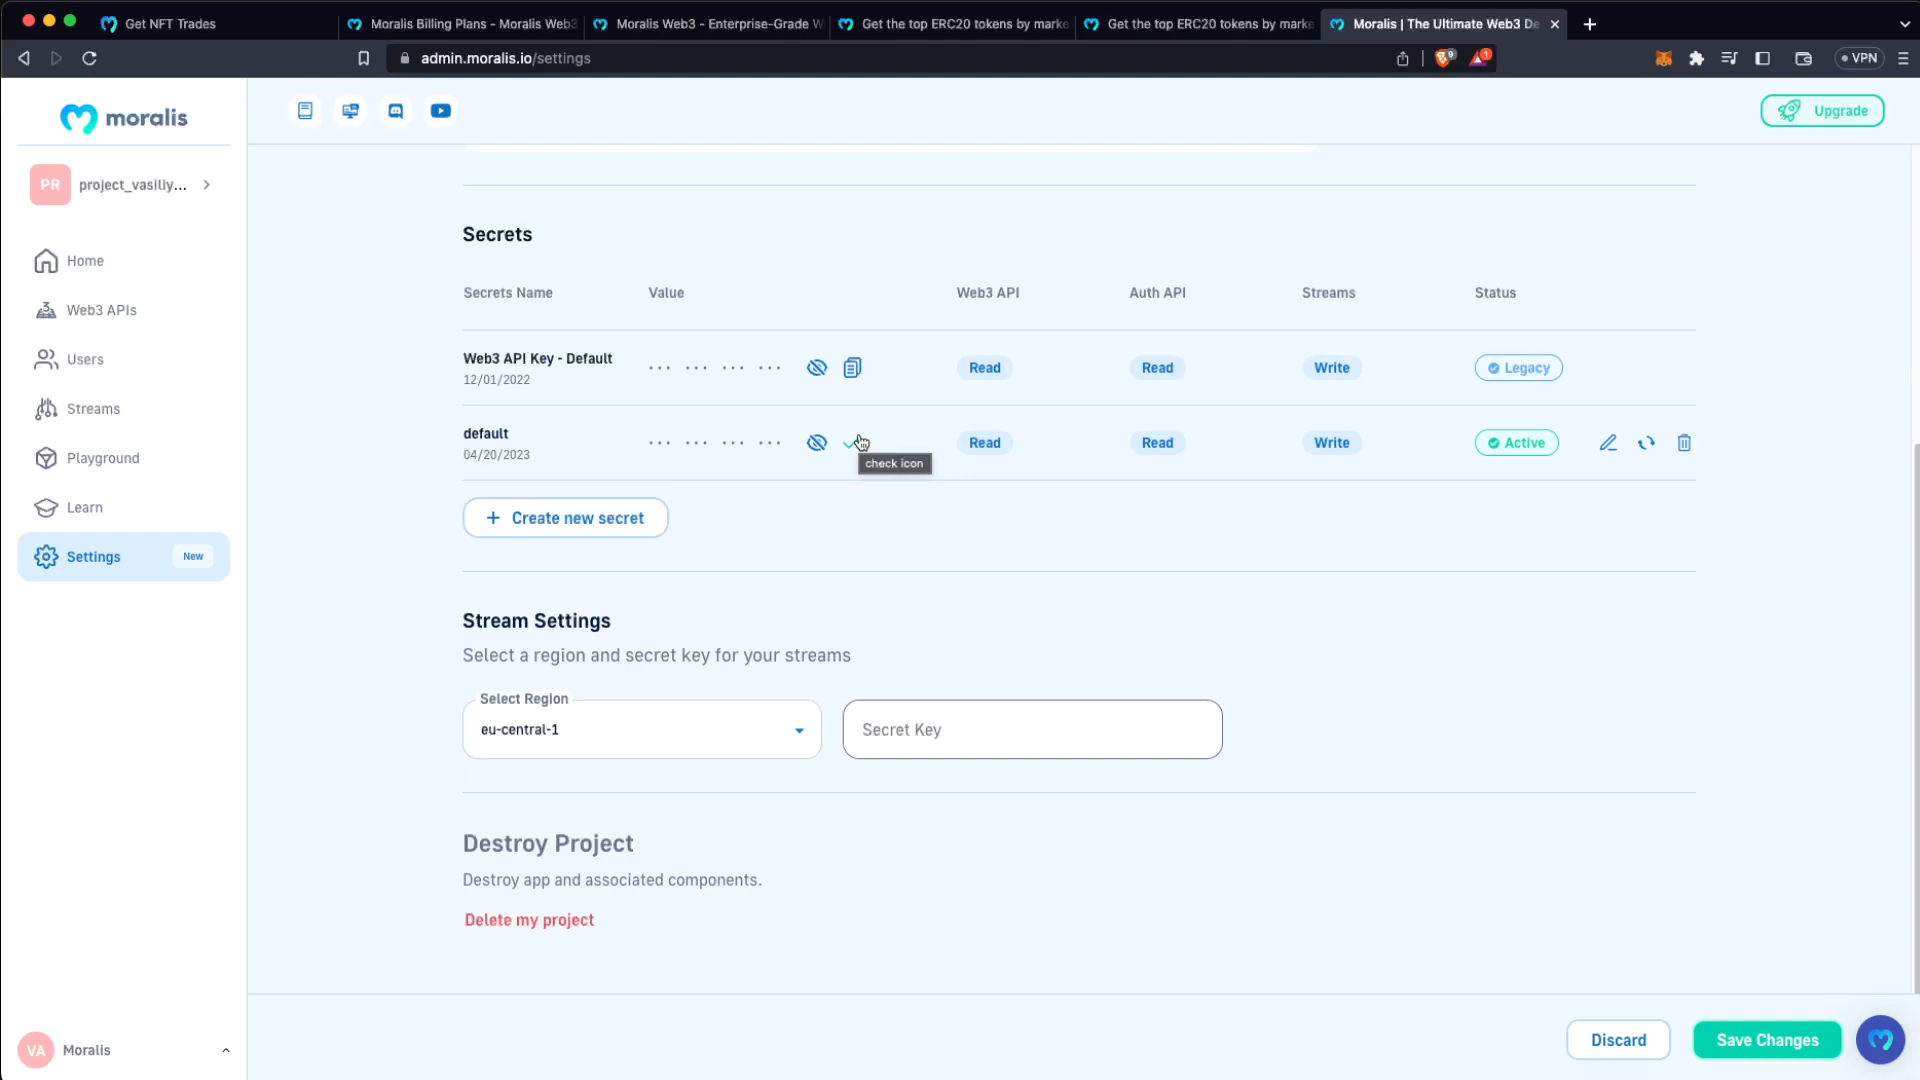 Get NFT Trades
Moralis Billing Plans - Moralis Web3
Moralis Web3 - Enterprise-Grade W
Get the top ERC20 tokens by marke
Get the top ERC20 tokens by marke
Moralis | The Ultimate Web3 De
admin.moralis.io/settings
9
1
VPN
moralis
Upgrade
PR
project_vasiliy...
Home
Web3 APIs
Users
Streams
Playground
Learn
Settings
New
Secrets
Secrets Name
Value
Web3 API
Auth API
Streams
Status
Web3 API Key - Default
12/01/2022
... ... ... ...
Read
Read
Write
Legacy
default
04/20/2023
... ... ... ...
Read
Read
Write
Active
check icon
+ Create new secret
Stream Settings
Select a region and secret key for your streams
Select Region
eu-central-1
Secret Key
Destroy Project
Destroy app and associated components.
Delete my project
VA
Moralis
Discard
Save Changes